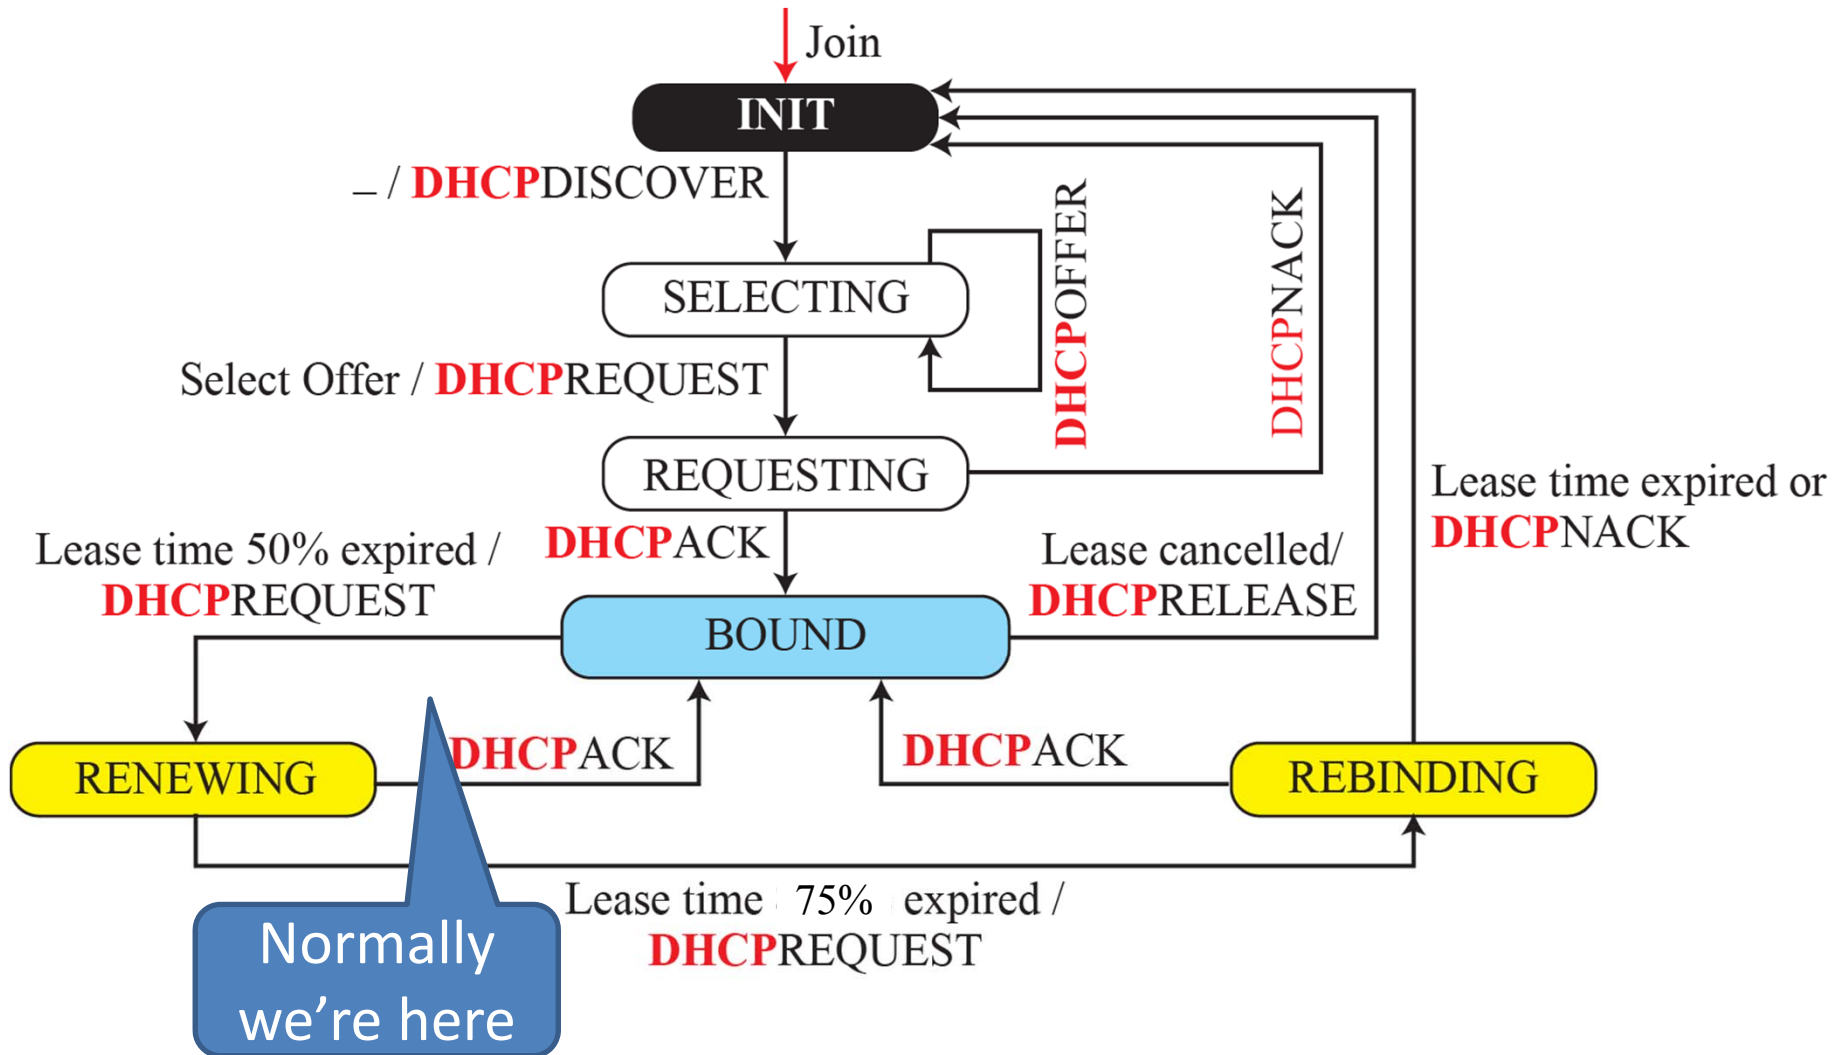 Join
INIT
– / DHCPDISCOVER
SELECTING
DHCPOFFER
DHCPNACK
Select Offer / DHCPREQUEST
REQUESTING
Lease time expired or
DHCPNACK
DHCPACK
Lease time 50% expired /
DHCPREQUEST
Lease cancelled/
DHCPRELEASE
BOUND
DHCPACK
DHCPACK
RENEWING
REBINDING
Lease time 75% expired /
DHCPREQUEST
Normally
we’re here